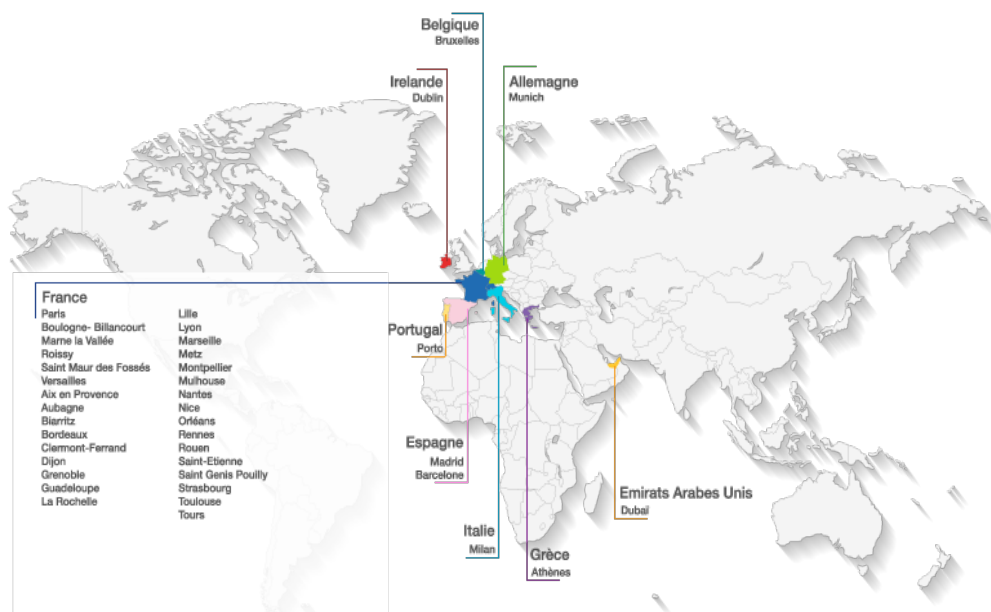 Belgique
Bruxelles
Irelande
Dublin
Allemagne
Munich
France
Paris
Boulogne- Billancourt
Marne la Vallée
Roissy
Saint Maur des Fossés
Versailles
Aix en Provence
Aubagne
Biarritz
Bordeaux
Clermont-Ferrand
Dijon
Grenoble
Guadeloupe
La Rochelle
Lille
Lyon
Marseille
Metz
Montpellier
Mulhouse
Nantes
Nice
Orléans
Rennes
Rouen
Saint-Etienne
Saint Genis Pouilly
Strasbourg
Toulouse
Tours
Portugal
Porto
Espagne
Madrid
Barcelone
Emirats Arabes Unis
Dubaï
Italie
Milan
Grèce
Athènes